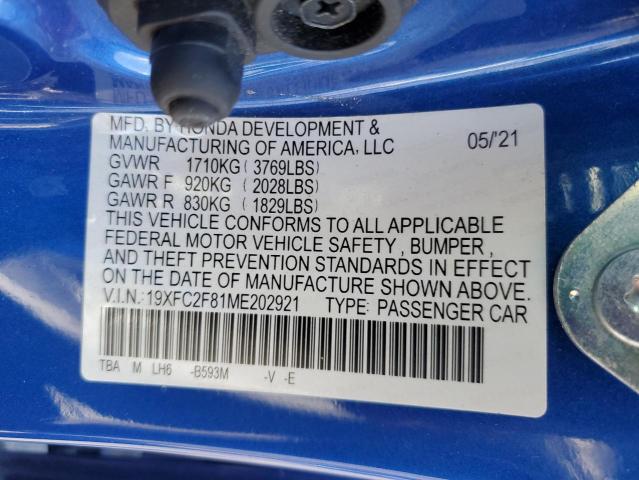 MFD. BY HONDA DEVELOPMENT &
MANUFACTURING OF AMERICA, LLC 05/'21
GVWR 1710KG ( 3769LBS )
GAWR F 920KG ( 2028LBS )
GAWR R 830KG ( 1829LBS )
THIS VEHICLE CONFORMS TO ALL APPLICABLE
FEDERAL MOTOR VEHICLE SAFETY , BUMPER ,
AND THEFT PREVENTION STANDARDS IN EFFECT
ON THE DATE OF MANUFACTURE SHOWN ABOVE.
V.I.N.: 19XFC2F81ME202921 TYPE: PASSENGER CAR
TBA M LH6 -B593M -V -E